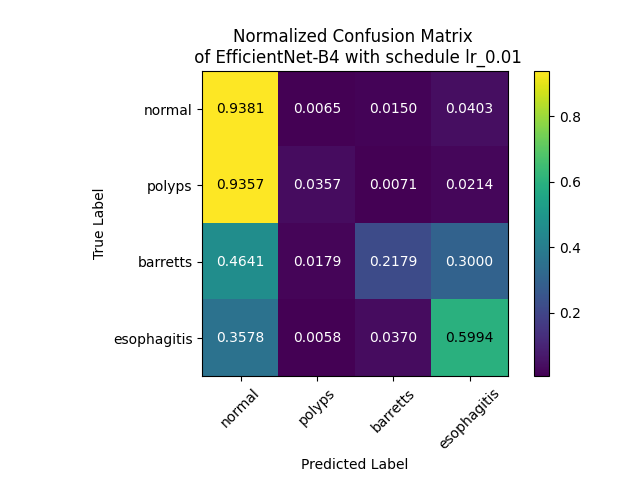 Normalized Confusion Matrix
of EfficientNet-B4 with schedule lr_0.01
normal 0.9381 0.0065 0.0150 0.0403
polyps 0.9357 0.0357 0.0071 0.0214
barretts 0.4641 0.0179 0.2179 0.3000
esophagitis 0.3578 0.0058 0.0370 0.5994
True Label
normal polyps barretts esophagitis
Predicted Label
0.8
0.6
0.4
0.2